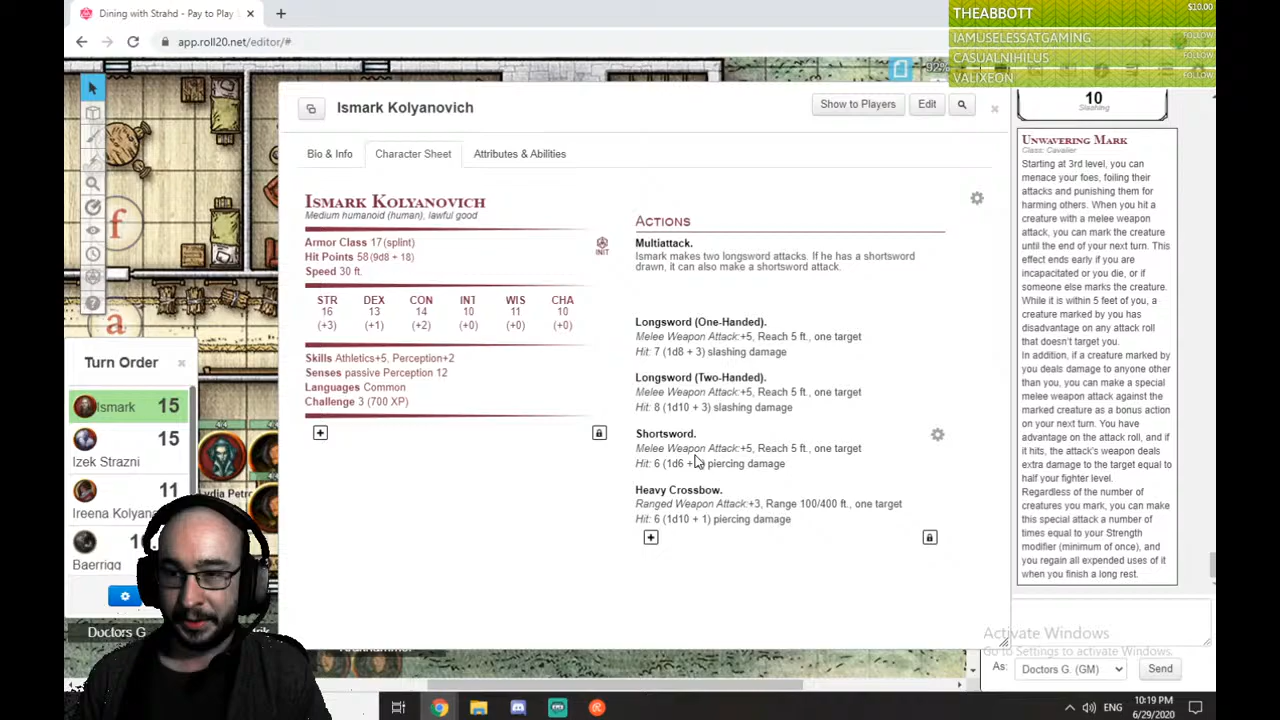 Dining with Strahd - Pay to Play
app.roll20.net/editor/#
THEABBOTT
$10.00
IAMUSELESSATGAMING
FOLLOW
CASUALNIHILUS
FOLLOW
VALIXEON
FOLLOW
92%
Ismark Kolyanovich
Show to Players
Edit
Bio & Info
Character Sheet
Attributes & Abilities
ISMARK KOLYANOVICH
Medium humanoid (human), lawful good
Armor Class 17 (splint)
Hit Points 58 (9d8 + 18)
Speed 30 ft.
INIT
STR DEX CON INT WIS CHA
16 13 14 10 11 10
(+3) (+1) (+2) (+0) (+0) (+0)
Skills Athletics+5, Perception+2
Senses passive Perception 12
Languages Common
Challenge 3 (700 XP)
ACTIONS
Multiattack.
Ismark makes two longsword attacks. If he has a shortsword
drawn, it can also make a shortsword attack.
Longsword (One-Handed).
Melee Weapon Attack:+5, Reach 5 ft., one target
Hit: 7 (1d8 + 3) slashing damage
Longsword (Two-Handed).
Melee Weapon Attack:+5, Reach 5 ft., one target
Hit: 8 (1d10 + 3) slashing damage
Shortsword.
Melee Weapon Attack:+5, Reach 5 ft., one target
Hit: 6 (1d6 + piercing damage
Heavy Crossbow.
Ranged Weapon Attack:+3, Range 100/400 ft., one target
Hit: 6 (1d10 + 1) piercing damage
10
Slashing
UNWAVERING MARK
Class: Cavalier
Starting at 3rd level, you can
menace your foes, foiling their
attacks and punishing them for
harming others. When you hit a
creature with a melee weapon
attack, you can mark the creature
until the end of your next turn. This
effect ends early if you are
incapacitated or you die, or if
someone else marks the creature.
While it is within 5 feet of you, a
creature marked by you has
disadvantage on any attack roll
that doesn't target you.
In addition, if a creature marked
by you deals damage to anyone other
than you, you can make a special
melee weapon attack against the
marked creature as a bonus action
on your next turn. You have
advantage on the attack roll, and if
it hits, the attack's weapon deals
extra damage to the target equal to
half your fighter level.
Regardless of the number of
creatures you mark, you can make
this special attack a number of
times equal to your Strength
modifier (minimum of once), and
you regain all expended uses of it
when you finish a long rest.
f
a
Turn Order
Ismark 15
15
Izek Strazni
11
Ireena Kolyana
Baerrigg
Lydia Petro
Doctors G.
Activate Windows
Go to Settings to activate Windows.
As: Doctors G. (GM)
Send
ENG
10:19 PM
6/29/2020